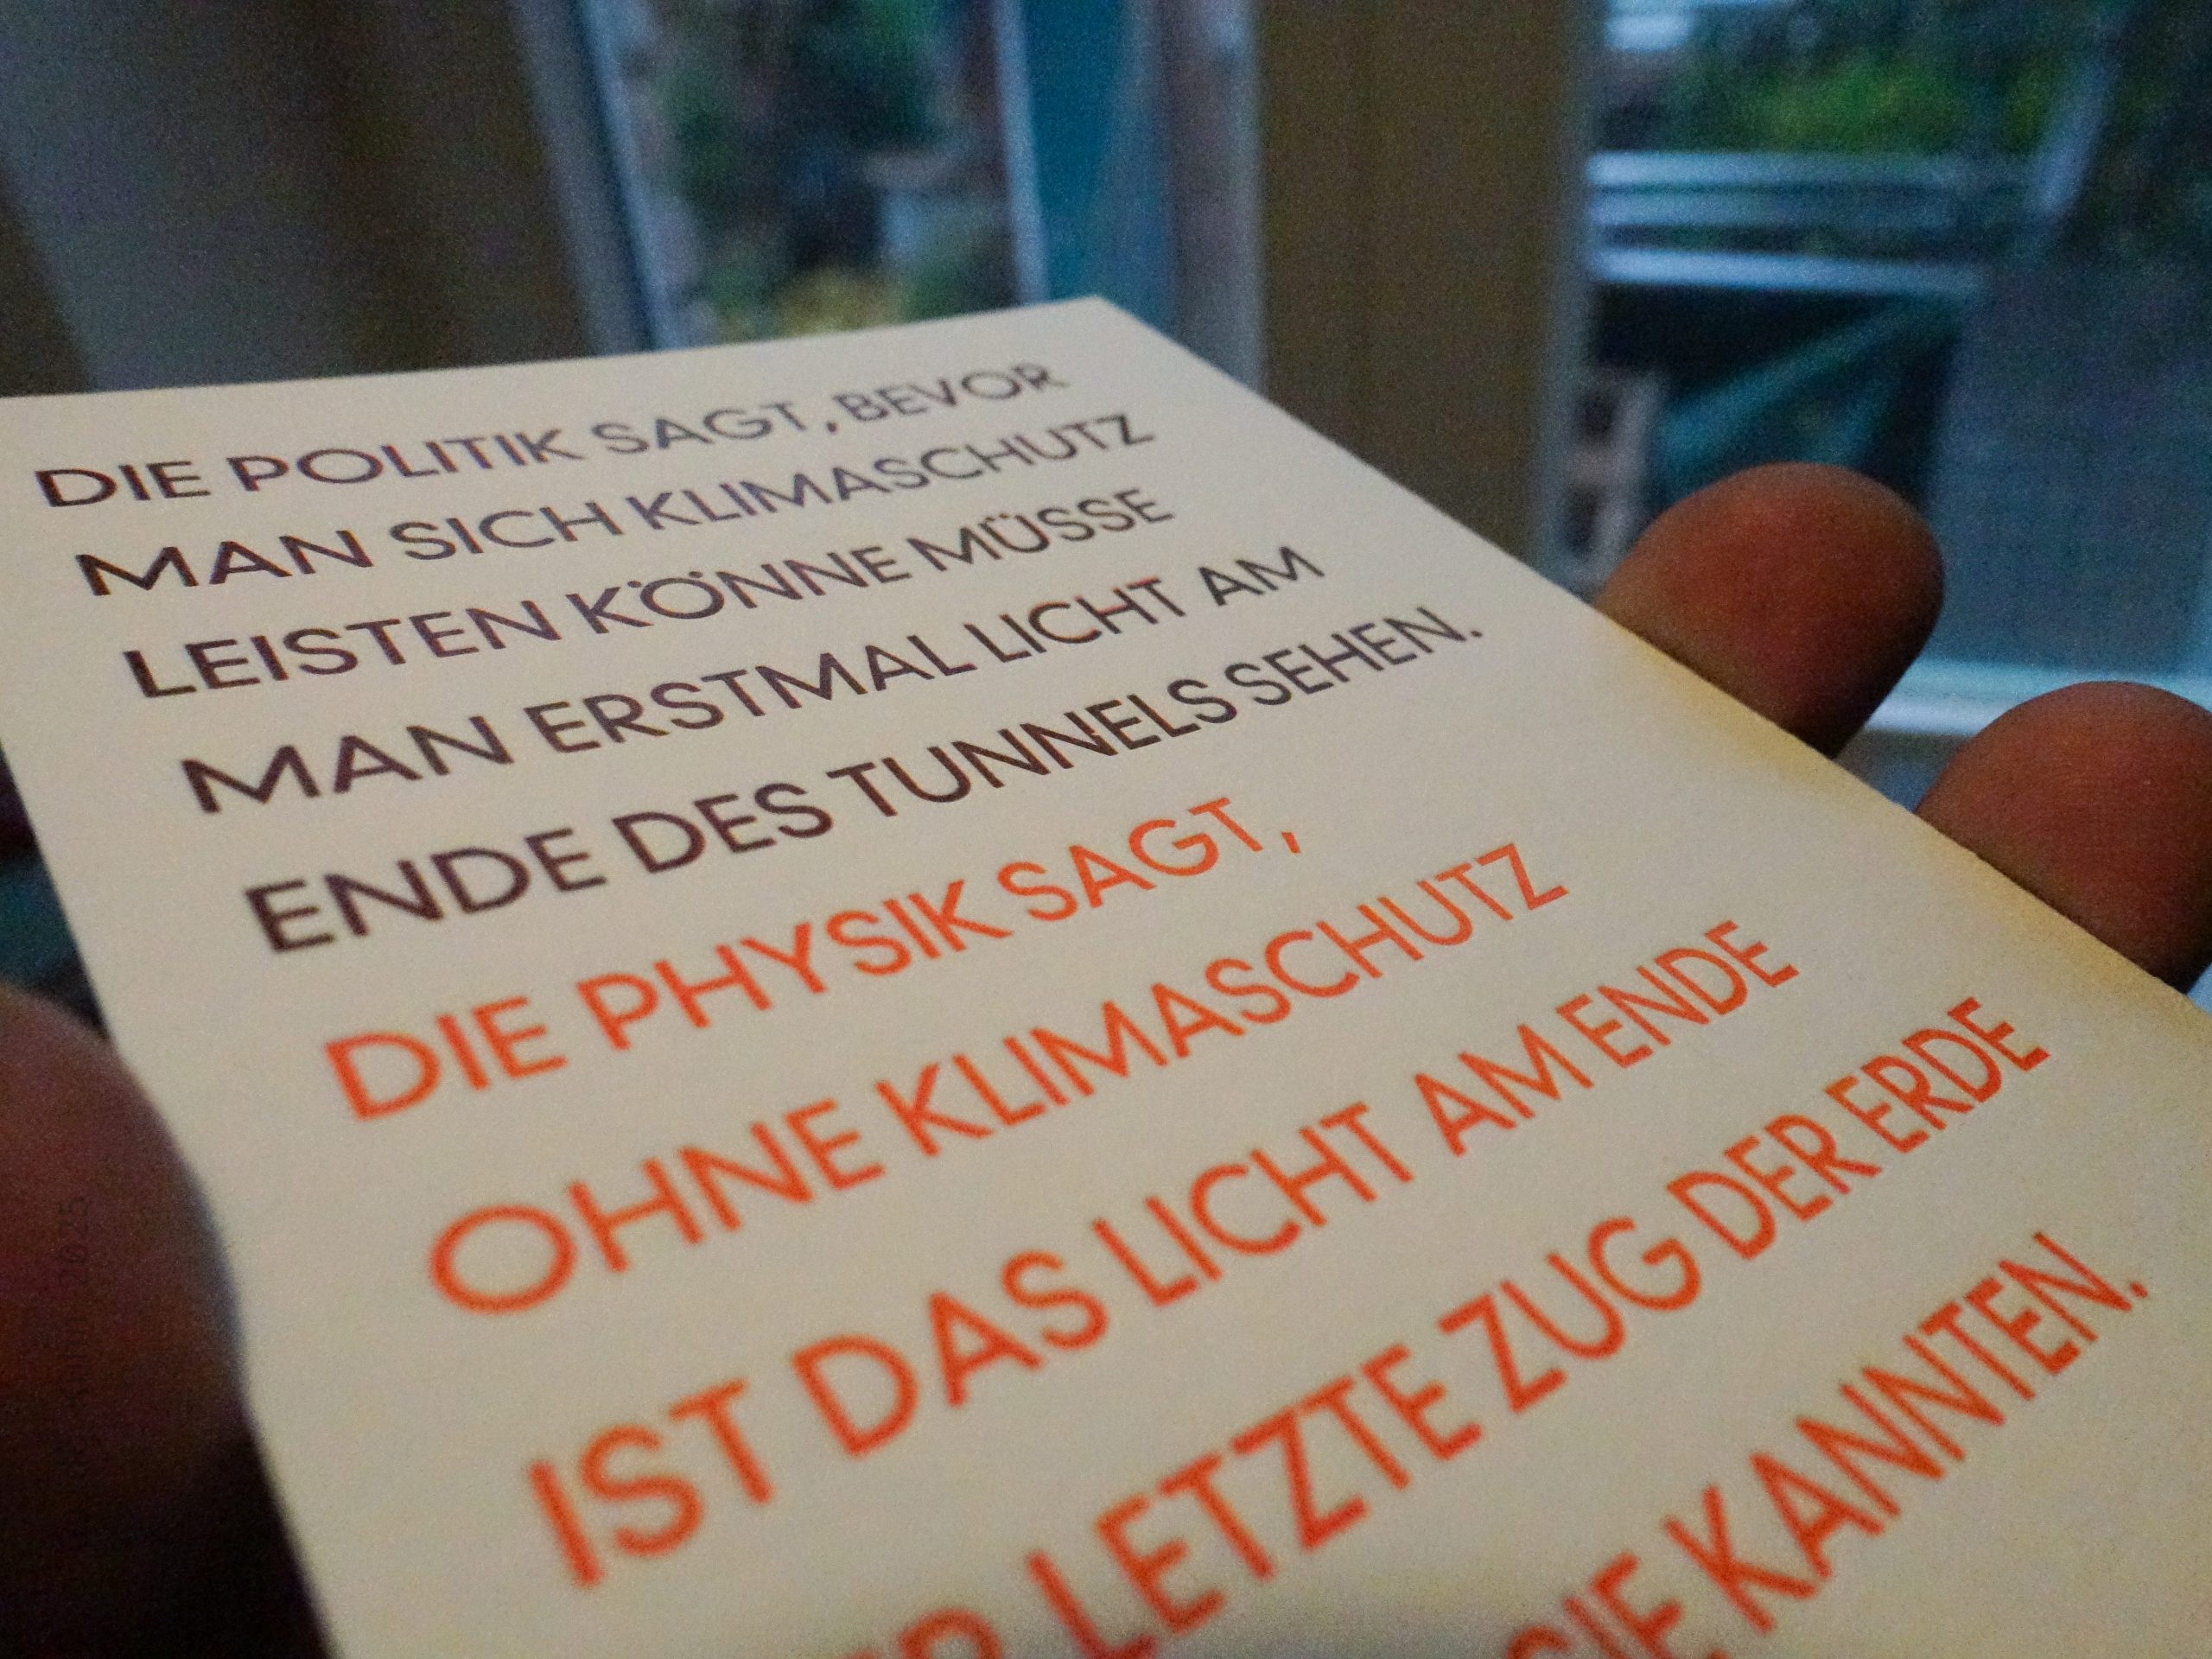 DIE POLITIK SAGT, BEVOR
MAN SICH KLIMASCHUTZ
LEISTEN KÖNNE MÜSSE
MAN ERSTMAL LICHT AM
ENDE DES TUNNELS SEHEN.
DIE PHYSIK SAGT,
OHNE KLIMASCHUTZ
IST DAS LICHT AM ENDE
LETZTE ZUG DER ERDE
SIE KANNTEN.